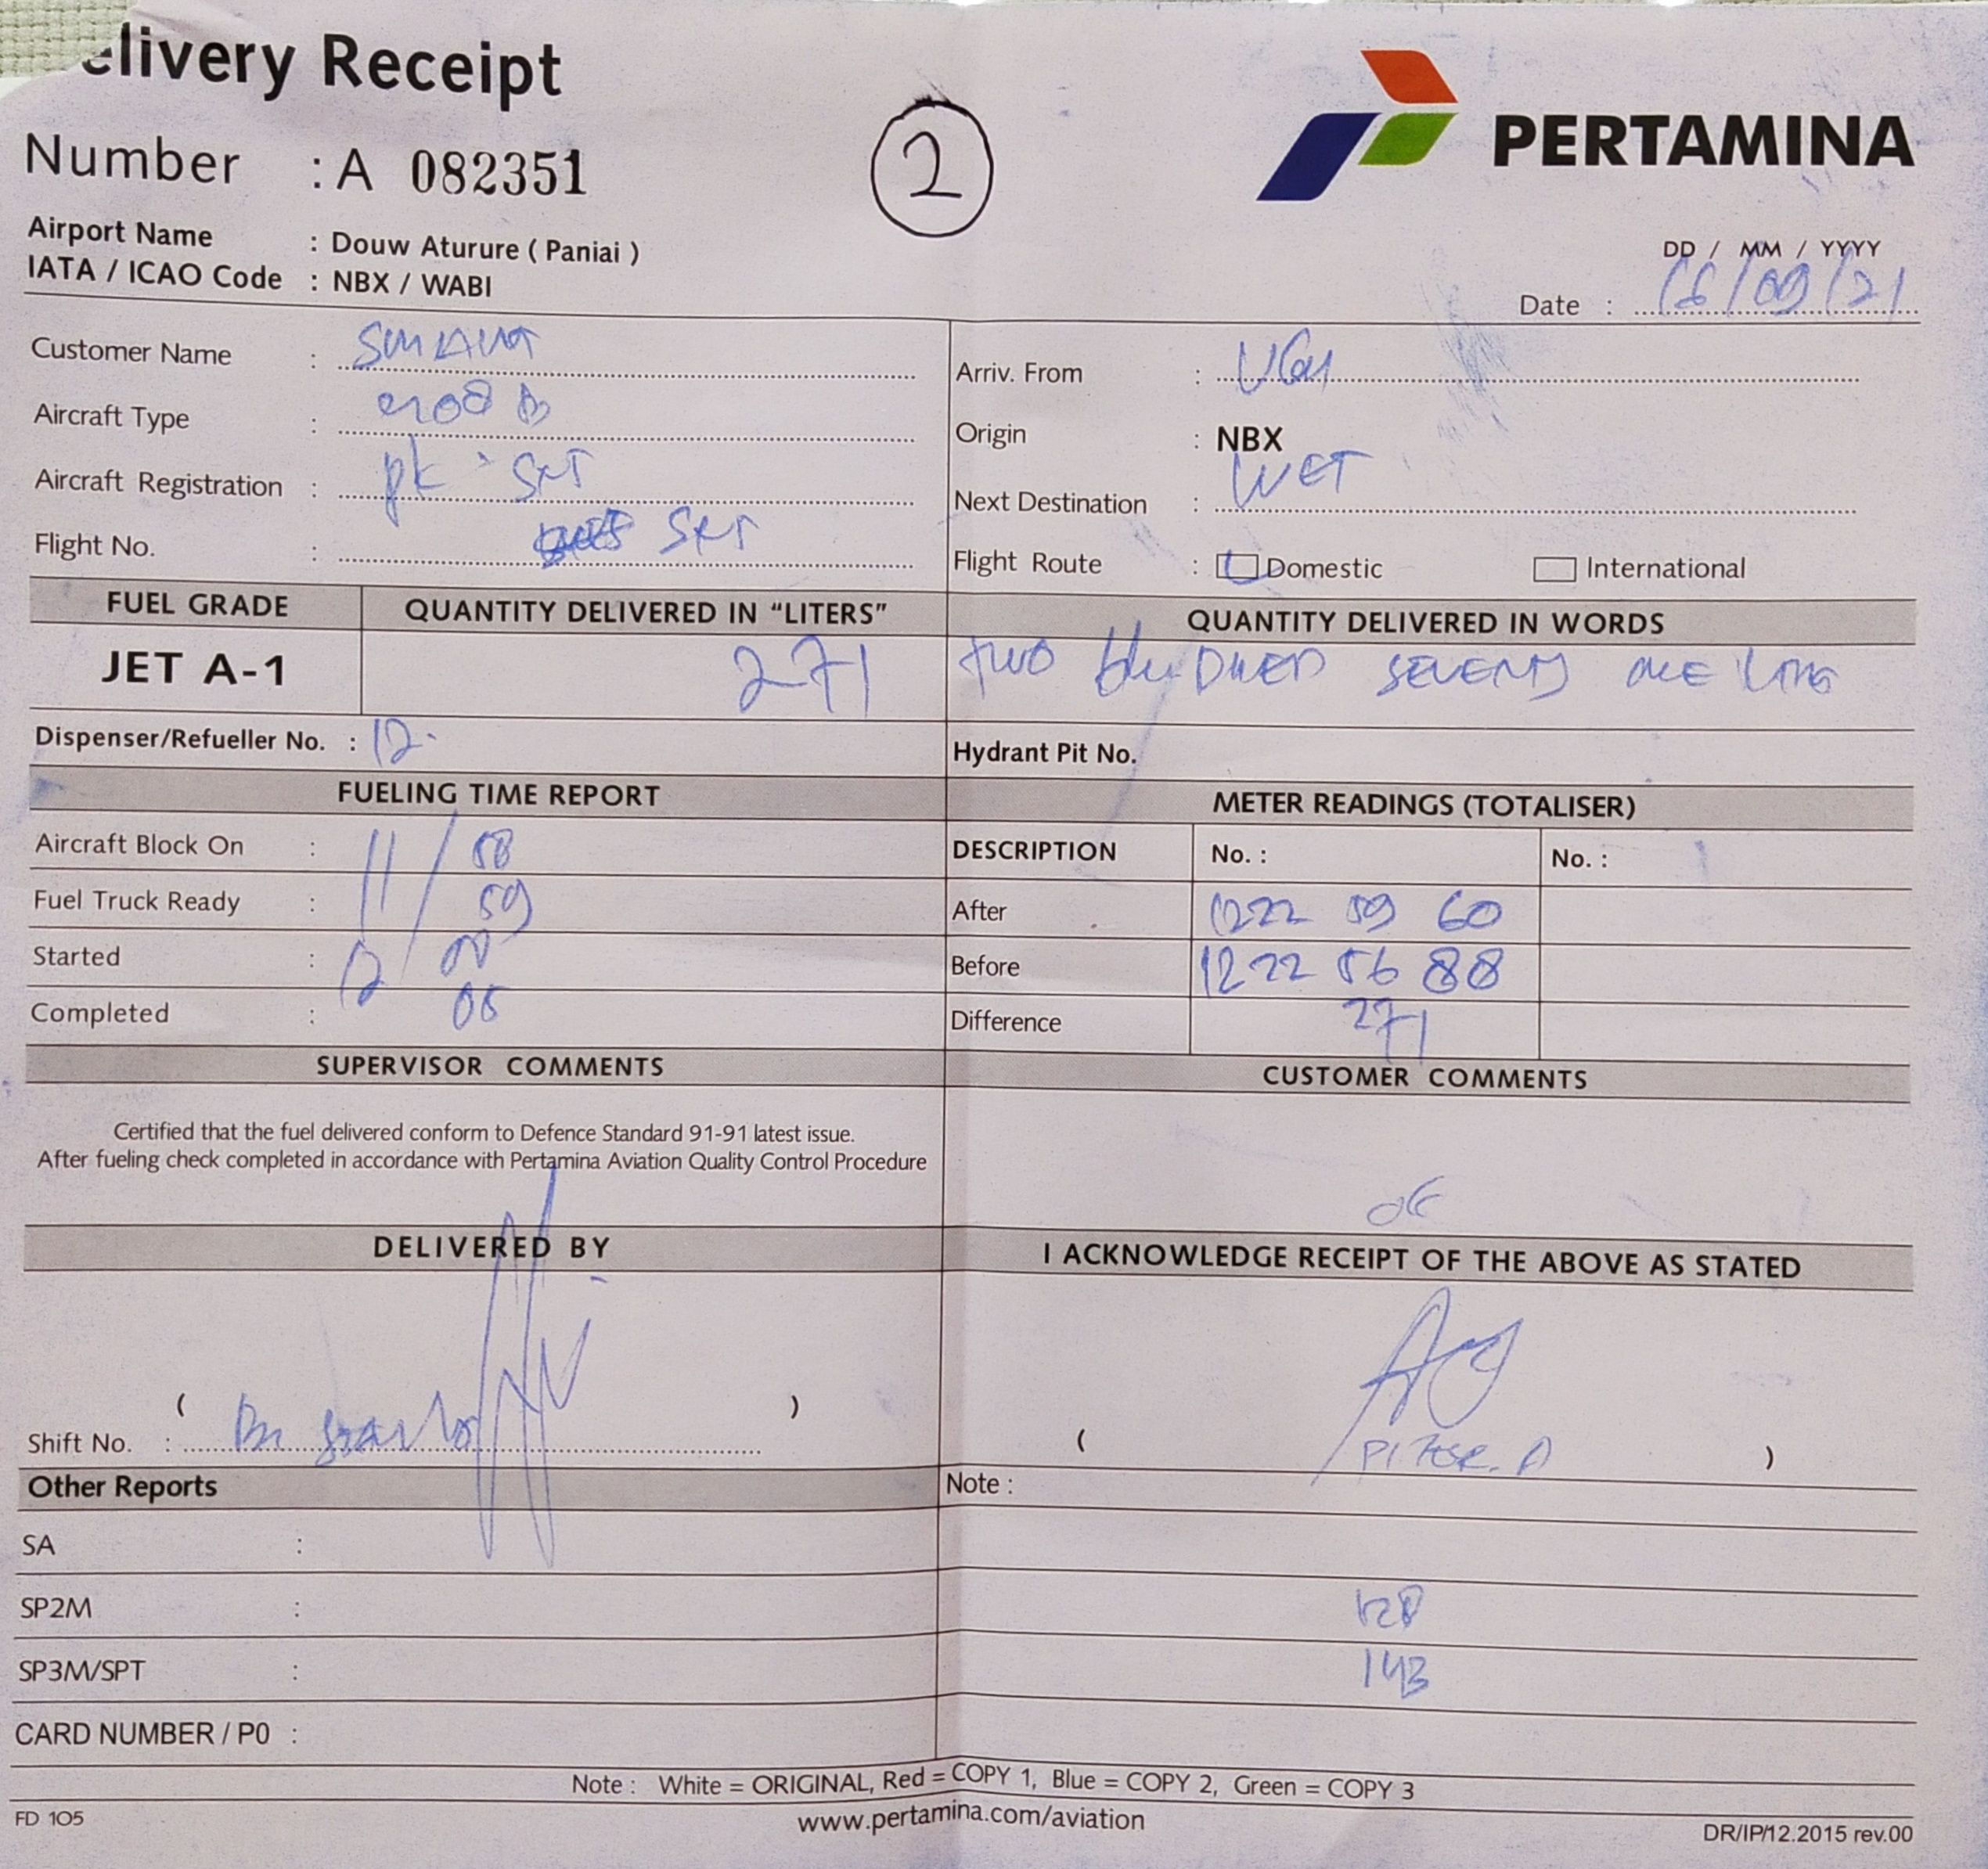 elivery Receipt
2
PERTAMINA
Number : A 082351
Airport Name : Douw Aturure ( Paniai )
IATA / ICAO Code : NBX / WABI
DD / MM / YYYY
Date : /09/21
Customer Name :
Arriv. From :
Aircraft Type :
Origin : NBX
Aircraft Registration : PK -
Next Destination : WET
Flight No. :
Flight Route : Domestic International
FUEL GRADE QUANTITY DELIVERED IN “LITERS” QUANTITY DELIVERED IN WORDS
JET A-1 271 two SEVENTY ONE
Dispenser/Refueller No. : 12
Hydrant Pit No.
FUELING TIME REPORT METER READINGS (TOTALISER)
Aircraft Block On : 11 / 58
DESCRIPTION No. : No. :
Fuel Truck Ready : 59
After 1222 59 60
Started : 12 00
Before 1222 56 88
Completed : 05
Difference 271
SUPERVISOR COMMENTS CUSTOMER COMMENTS
Certified that the fuel delivered conform to Defence Standard 91-91 latest issue.
After fueling check completed in accordance with Pertamina Aviation Quality Control Procedure
DELIVERED BY I ACKNOWLEDGE RECEIPT OF THE ABOVE AS STATED
( )
Shift No. :
( )
Other Reports Note :
SA :
SP2M : 128
SP3M/SPT : 143
CARD NUMBER / P0 :
Note : White = ORIGINAL, Red = COPY 1, Blue = COPY 2, Green = COPY 3
FD 105 www.pertamina.com/aviation DR/IP/12.2015 rev.00